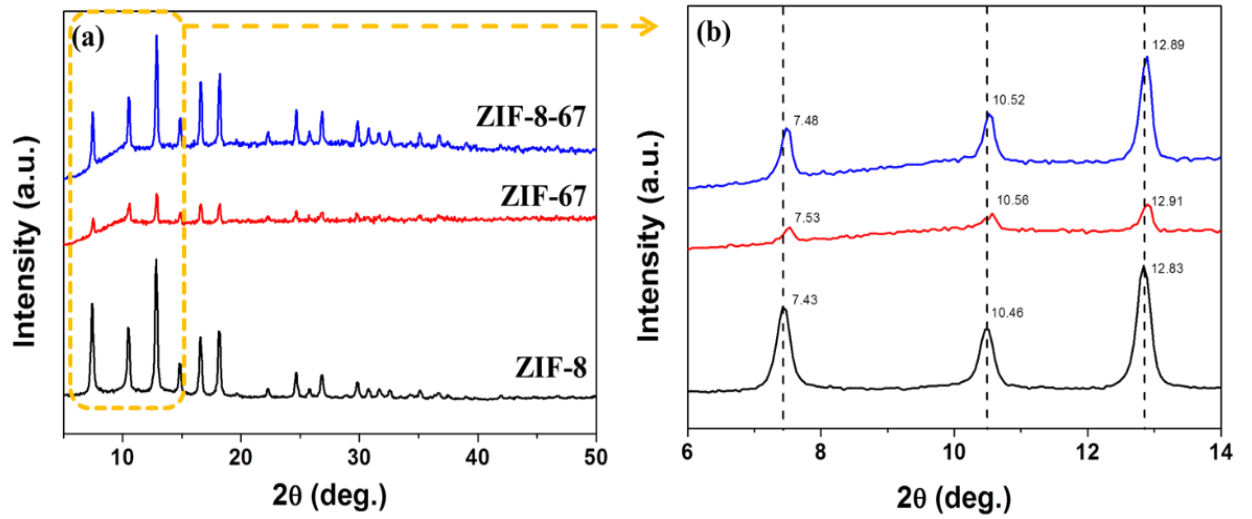 (a)
ZIF-8-67
ZIF-67
ZIF-8
Intensity (a.u.)
10 20 30 40 50
2θ (deg.)
(b)
12.89
10.52
7.48
12.91
10.56
7.53
12.83
10.46
7.43
Intensity (a.u.)
6 8 10 12 14
2θ (deg.)